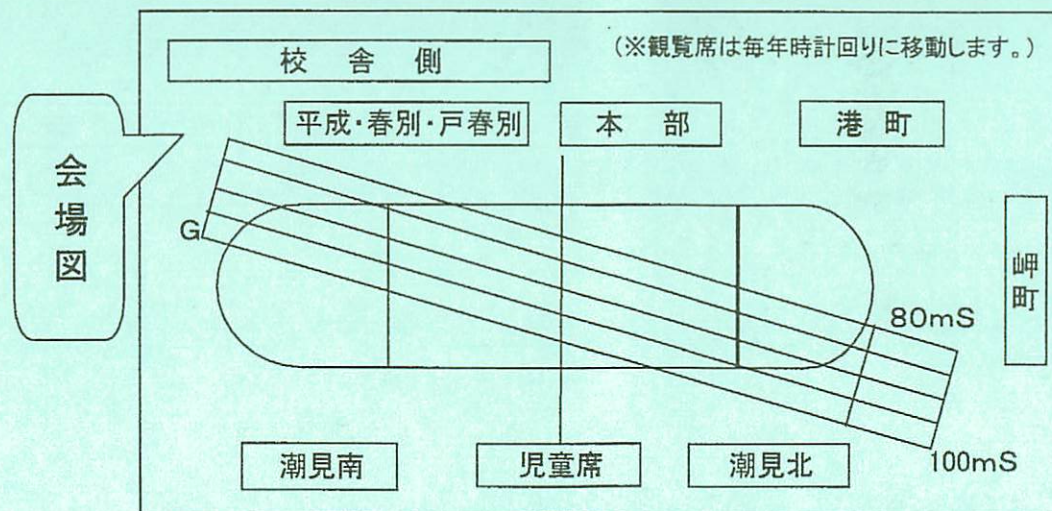 校舎側
(※観覧席は毎年時計回りに移動します。)
会場図
平成・春別・戸春別
本部
港町
G
岬町
80mS
100mS
潮見南
児童席
潮見北